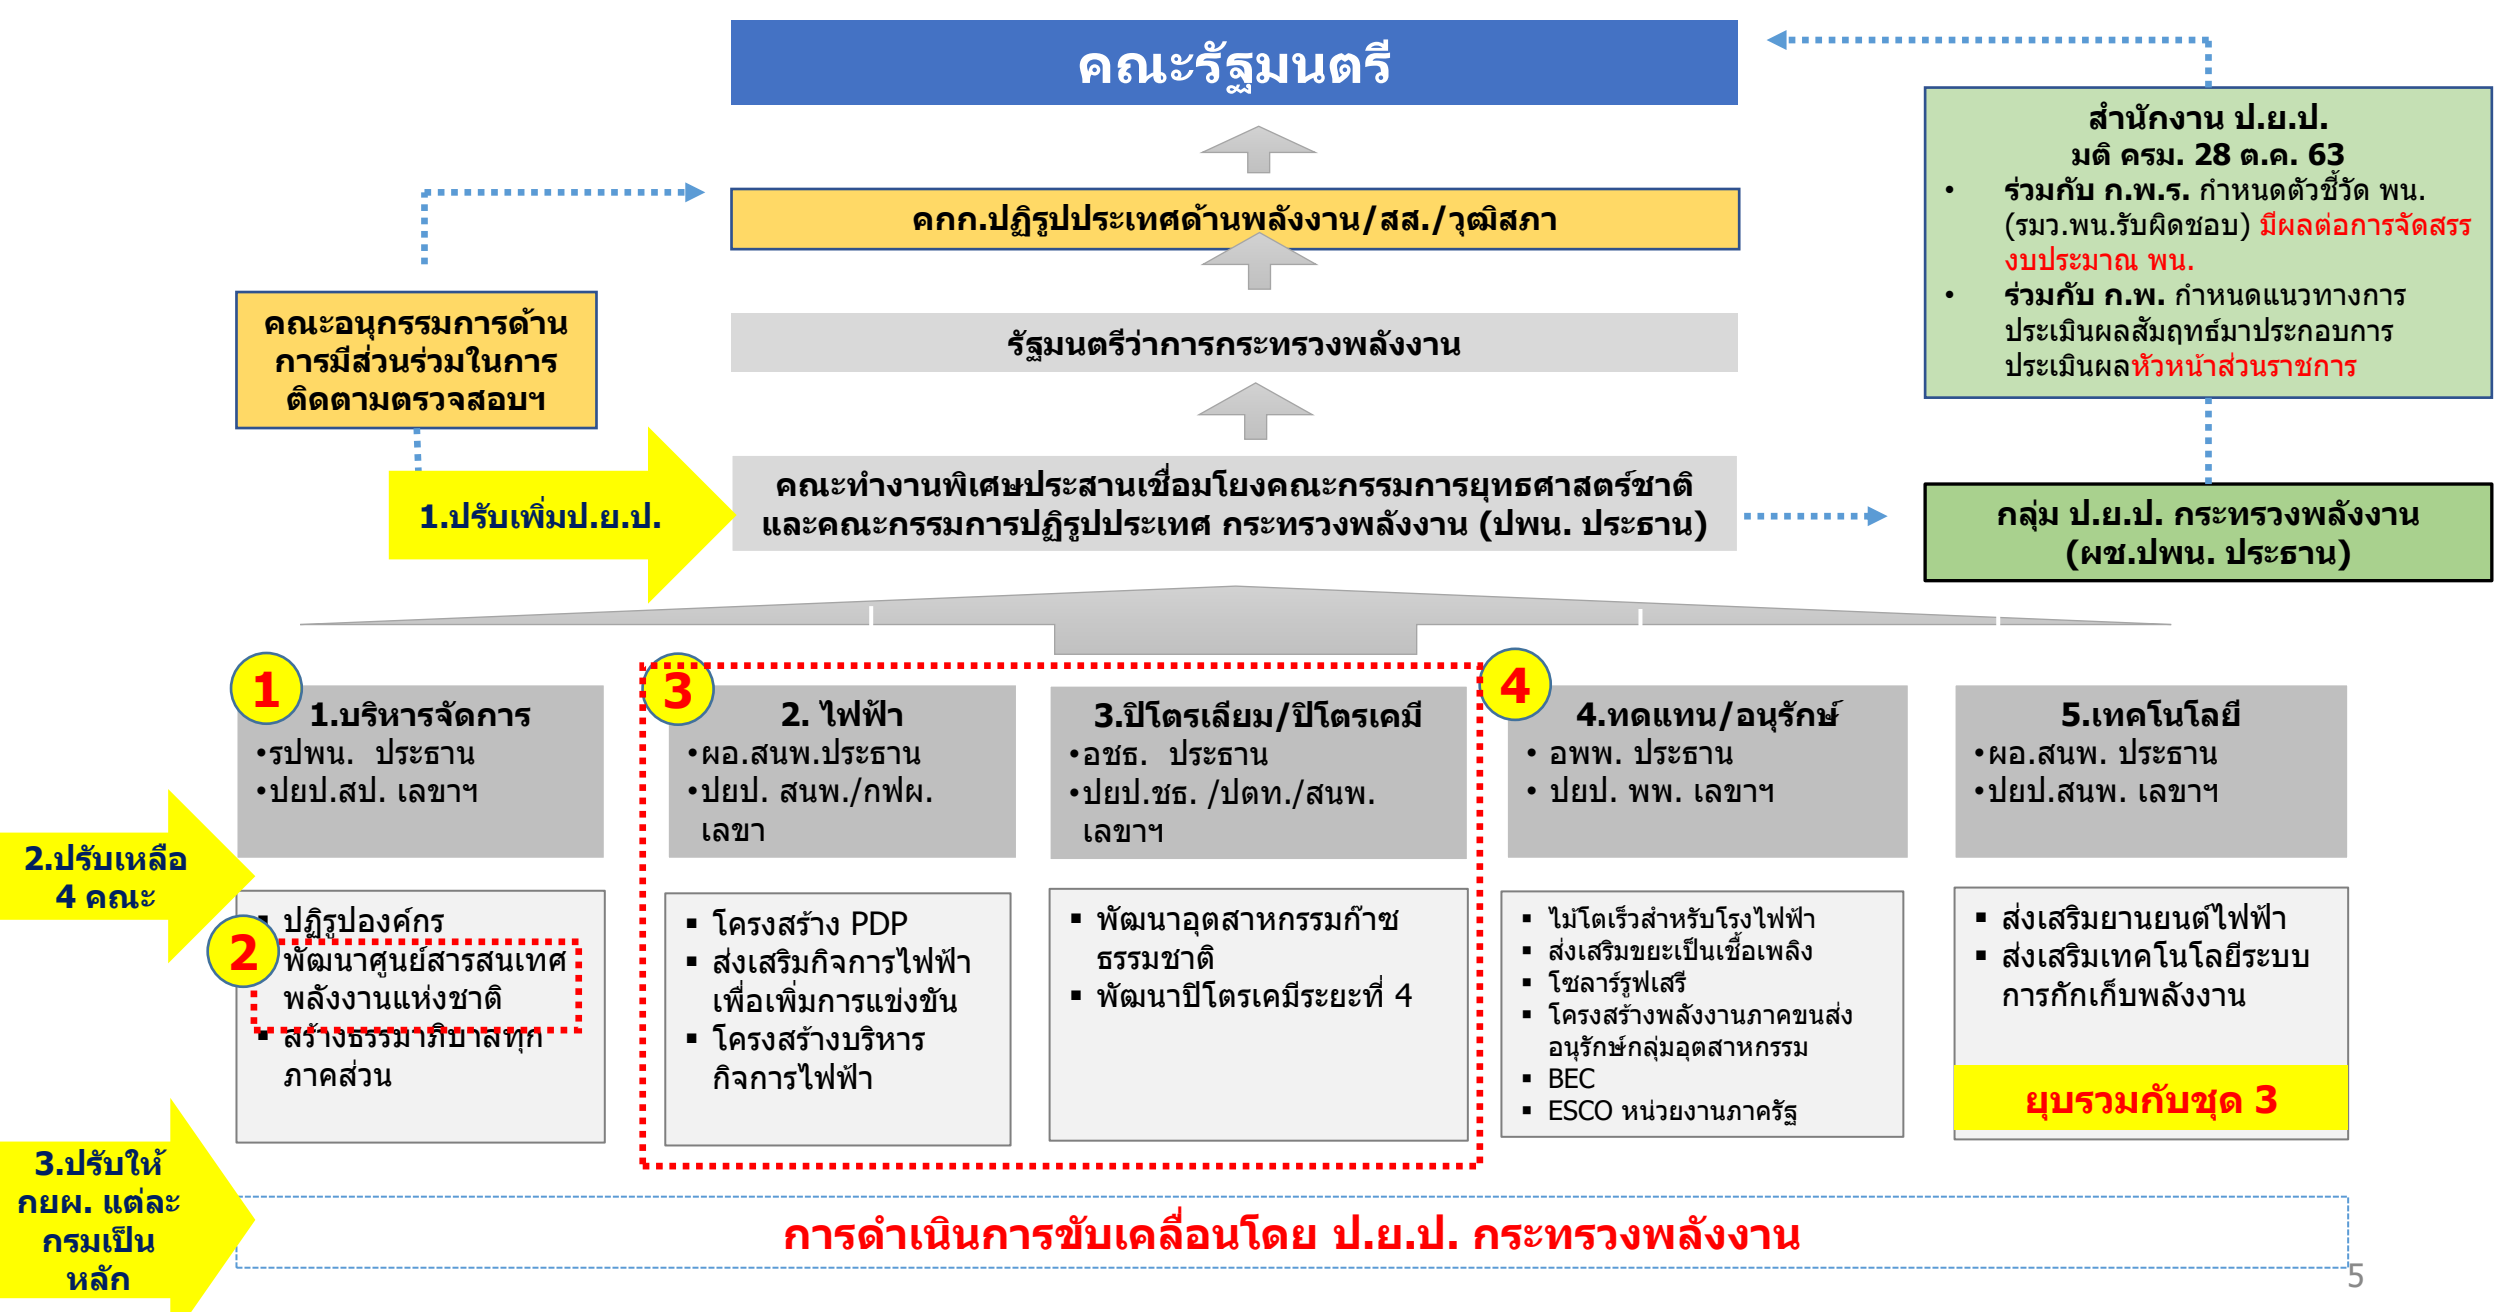 คณะรัฐมนตรี
สำนักงาน ป.ย.ป.
มติ ครม. 28 ต.ค. 63
• ร่วมกับ ก.พ.ร. กำหนดตัวชี้วัด พน.
(รมว.พน.รับผิดชอบ) มีผลต่อการจัดสรร
งบประมาณ พน.
• ร่วมกับ ก.พ. กำหนดแนวทางการ
ประเมินผลสัมฤทธ์มาประกอบการ
ประเมินผลหัวหน้าส่วนราชการ
คกก.ปฏิรูปประเทศด้านพลังงาน/สส./วุฒิสภา
คณะอนุกรรมการด้าน
การมีส่วนร่วมในการ
ติดตามตรวจสอบฯ
รัฐมนตรีว่าการกระทรวงพลังงาน
1.ปรับเพิ่มป.ย.ป.
คณะทำงานพิเศษประสานเชื่อมโยงคณะกรรมการยุทธศาสตร์ชาติ
และคณะกรรมการปฏิรูปประเทศ กระทรวงพลังงาน (ปพน. ประธาน)
กลุ่ม ป.ย.ป. กระทรวงพลังงาน
(ผช.ปพน. ประธาน)
1
1.บริหารจัดการ
•รปพน. ประธาน
•ปยป.สป. เลขาฯ
3
2. ไฟฟ้า
•ผอ.สนพ.ประธาน
•ปยป. สนพ./กฟผ.
เลขา
3.ปิโตรเลียม/ปิโตรเคมี
•อชธ. ประธาน
•ปยป.ชธ. /ปตท./สนพ.
เลขาฯ
4
4.ทดแทน/อนุรักษ์
• อพพ. ประธาน
• ปยป. พพ. เลขาฯ
5.เทคโนโลยี
•ผอ.สนพ. ประธาน
•ปยป.สนพ. เลขาฯ
2.ปรับเหลือ
4 คณะ
▪ ปฏิรูปองค์กร
2
พัฒนาศูนย์สารสนเทศ
พลังงานแห่งชาติ
▪ สร้างธรรมาภิบาลทุก
ภาคส่วน
▪ โครงสร้าง PDP
▪ ส่งเสริมกิจการไฟฟ้า
เพื่อเพิ่มการแข่งขัน
▪ โครงสร้างบริหาร
กิจการไฟฟ้า
▪ พัฒนาอุตสาหกรรมก๊าซ
ธรรมชาติ
▪ พัฒนาปิโตรเคมีระยะที่ 4
▪ ไม้โตเร็วสำหรับโรงไฟฟ้า
▪ ส่งเสริมขยะเป็นเชื้อเพลิง
▪ โซลาร์รูฟเสรี
▪ โครงสร้างพลังงานภาคขนส่ง
อนุรักษ์กลุ่มอุตสาหกรรม
▪ BEC
▪ ESCO หน่วยงานภาครัฐ
▪ ส่งเสริมยานยนต์ไฟฟ้า
▪ ส่งเสริมเทคโนโลยีระบบ
การกักเก็บพลังงาน
ยุบรวมกับชุด 3
3.ปรับให้
กยผ. แต่ละ
กรมเป็น
หลัก
การดำเนินการขับเคลื่อนโดย ป.ย.ป. กระทรวงพลังงาน
5